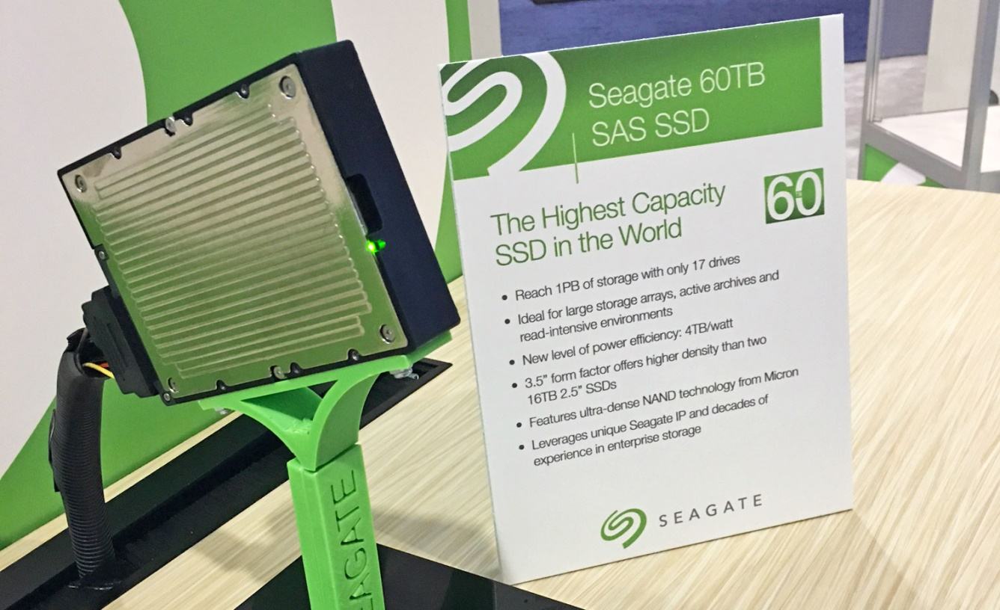 Seagate 60TB
SAS SSD
The Highest Capacity
SSD in the World
60
• Reach 1PB of storage with only 17 drives
• Ideal for large storage arrays, active archives and
read-intensive environments
• New level of power efficiency: 4TB/watt
• 3.5" form factor offers higher density than two
16TB 2.5" SSDs
• Features ultra-dense NAND technology from Micron
• Leverages unique Seagate IP and decades of
experience in enterprise storage
SEAGATE
EAGATE